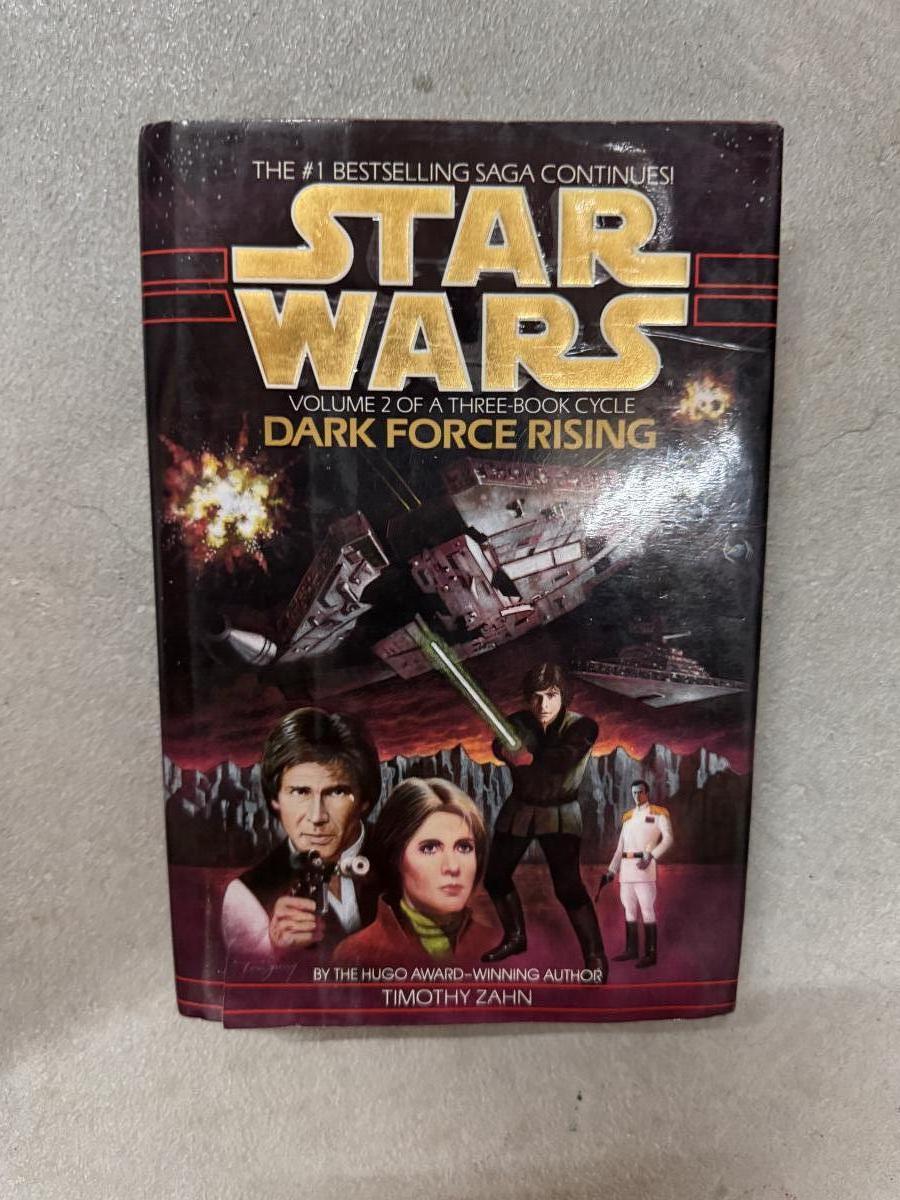 THE #1 BESTSELLING SAGA CONTINUES!
STAR
WARS
VOLUME 2 OF A THREE-BOOK CYCLE
DARK FORCE RISING
BY THE HUGO AWARD–WINNING AUTHOR
TIMOTHY ZAHN